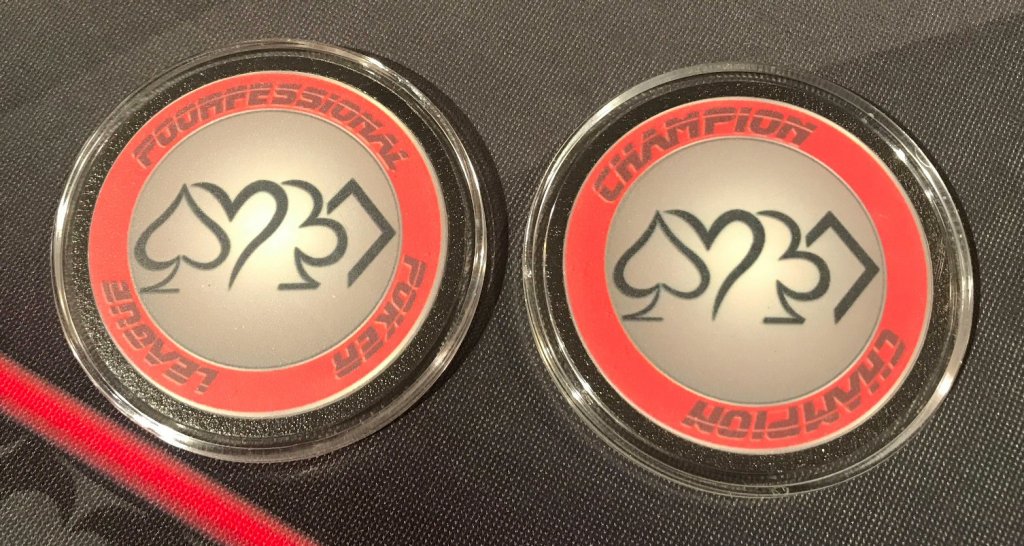 POORFESSIONAL
POKER
LEAGUE
CHAMPION
CHAMPION